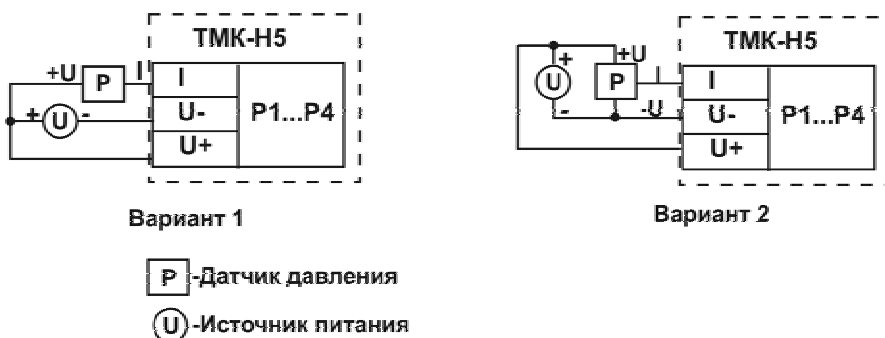 ТМК-Н5
+U
P
I
I
+
U
-
U-
P1...P4
U+
Вариант 1
ТМК-Н5
+
+U
U
P
I
I
-
-U
U-
P1...P4
U+
Вариант 2
P -Датчик давления
U -Источник питания